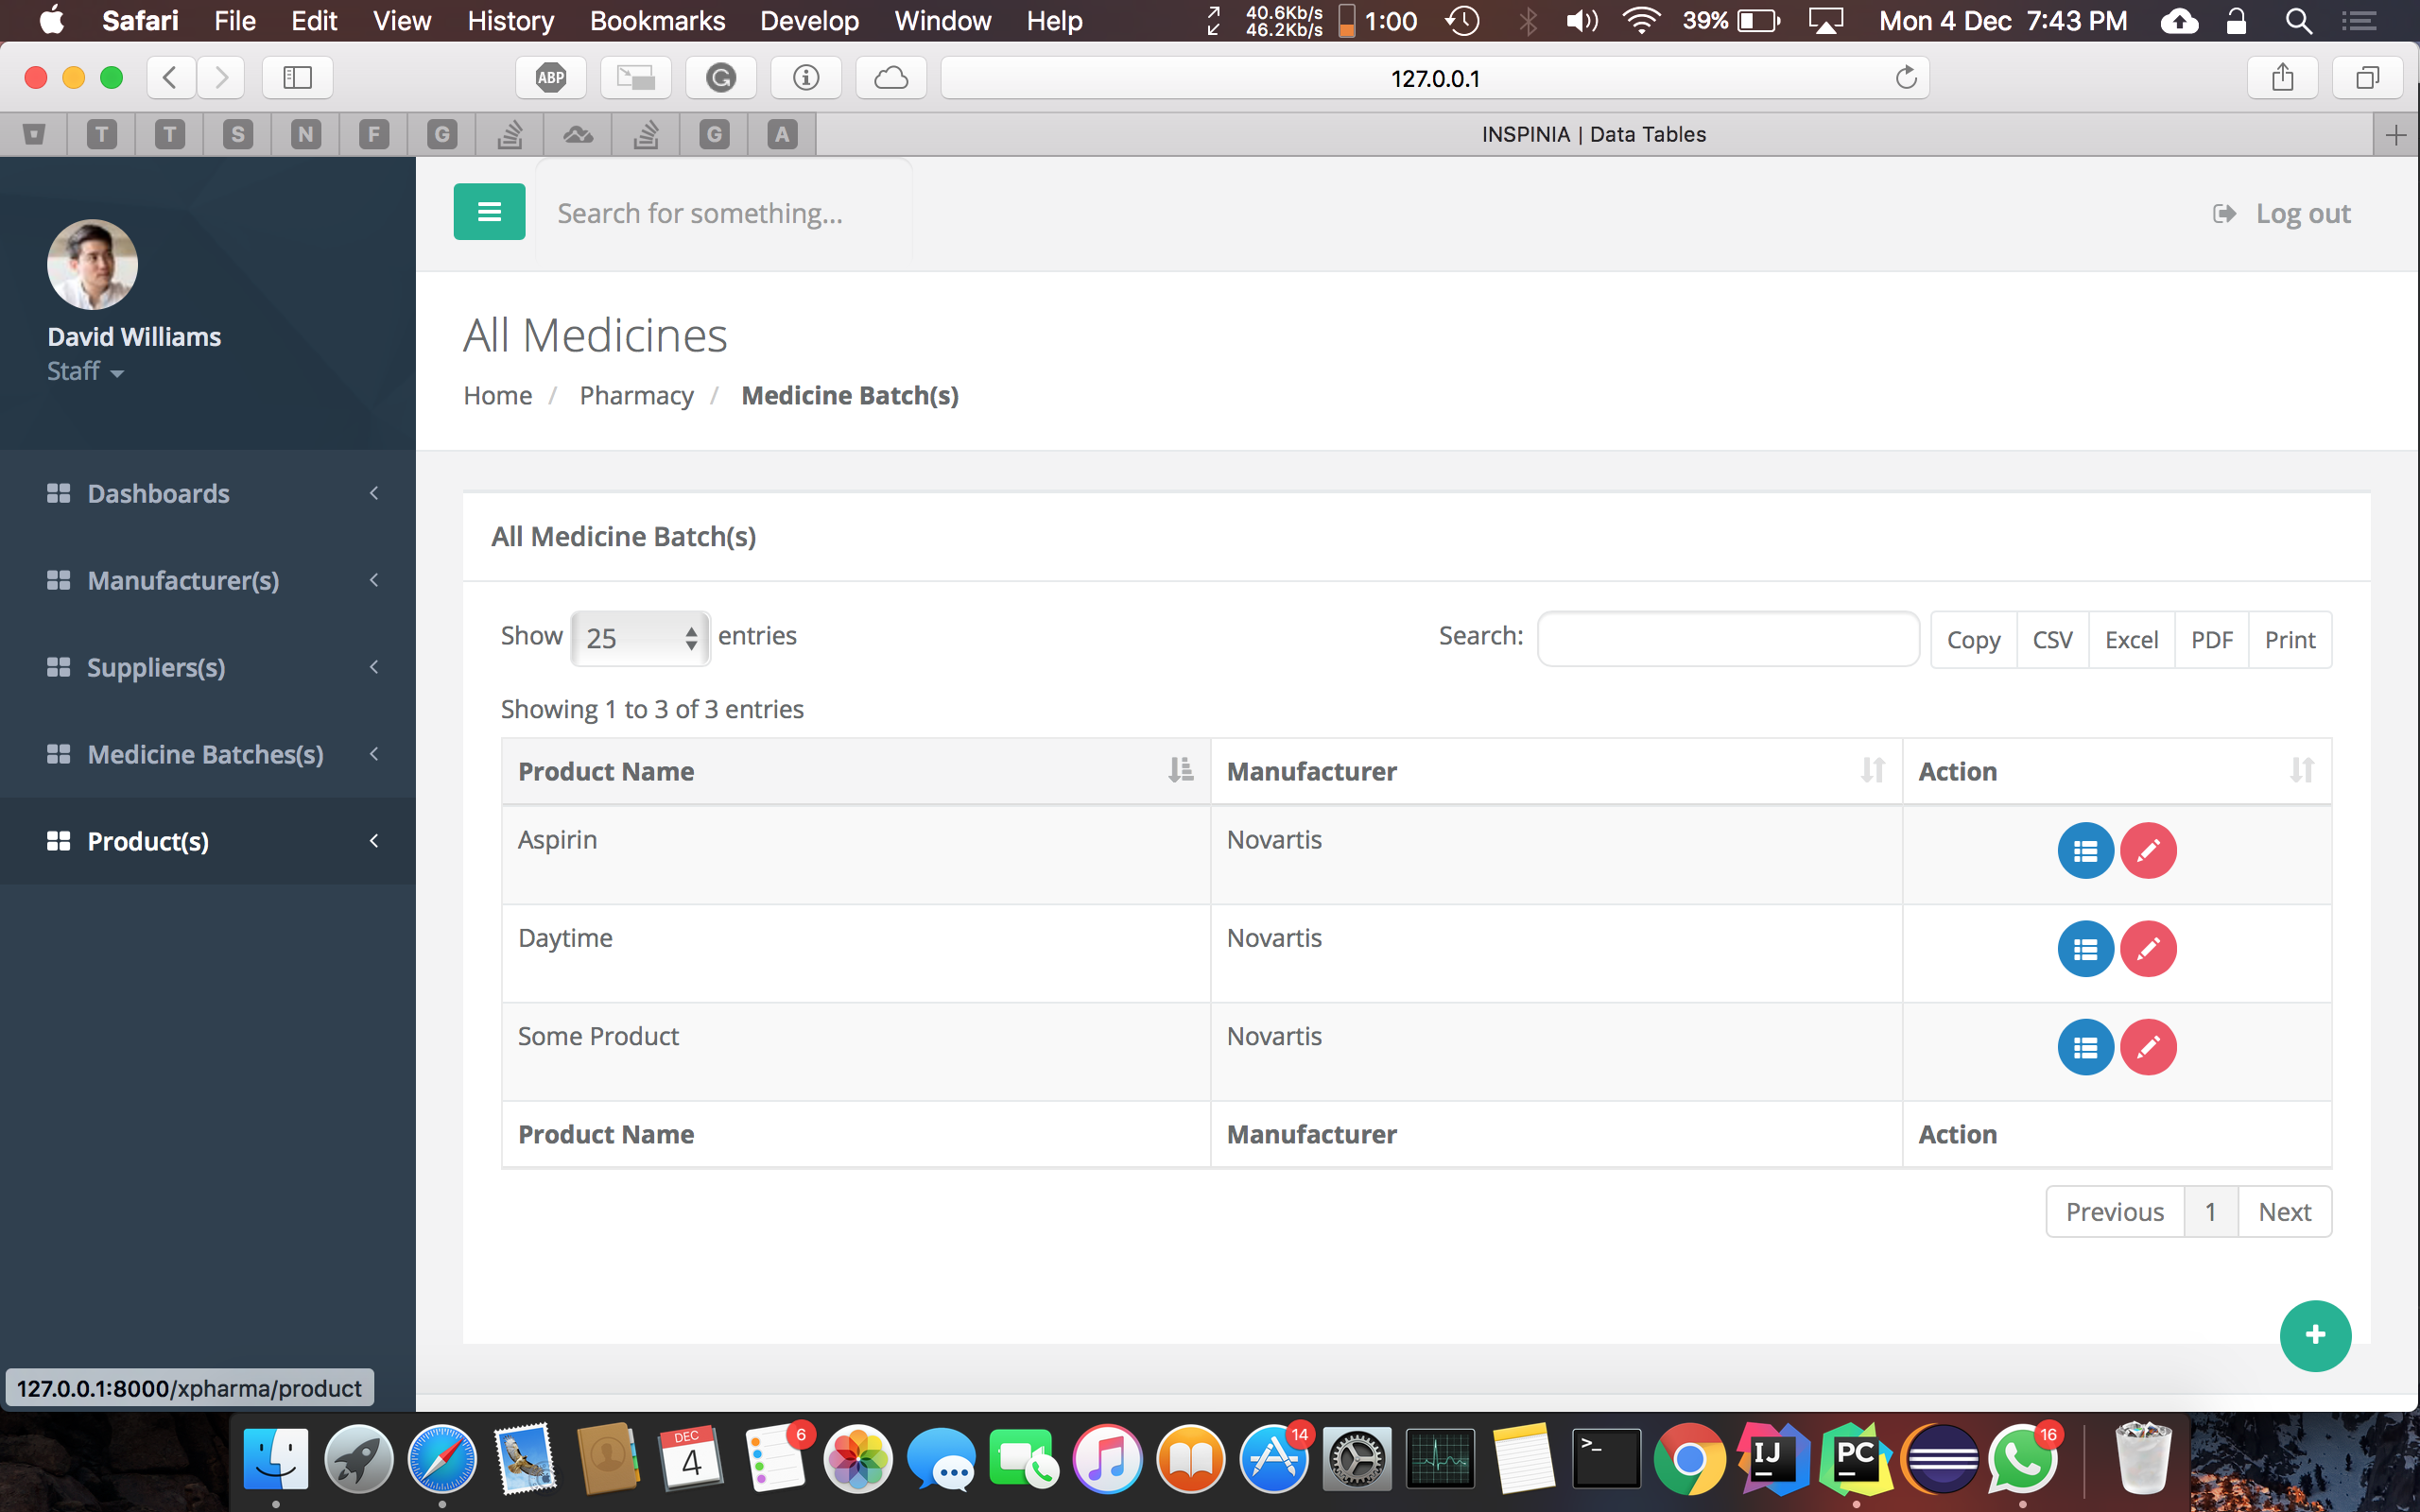 Safari File Edit View History Bookmarks Develop Window Help 40.6Kb/s 46.2Kb/s 1:00 39% Mon 4 Dec 7:43 PM
ABP 127.0.0.1
T T S N F G G A INSPINIA | Data Tables
Search for something...
Log out
David Williams
Staff
All Medicines
Home / Pharmacy / Medicine Batch(s)
Dashboards
Manufacturer(s)
Suppliers(s)
Medicine Batches(s)
Product(s)
All Medicine Batch(s)
Show 25 entries Search: Copy CSV Excel PDF Print
Showing 1 to 3 of 3 entries
Product Name Manufacturer Action
Aspirin Novartis
Daytime Novartis
Some Product Novartis
Product Name Manufacturer Action
Previous 1 Next
127.0.0.1:8000/xpharma/product
DEC 4 6 14 >_ IJ PC 16